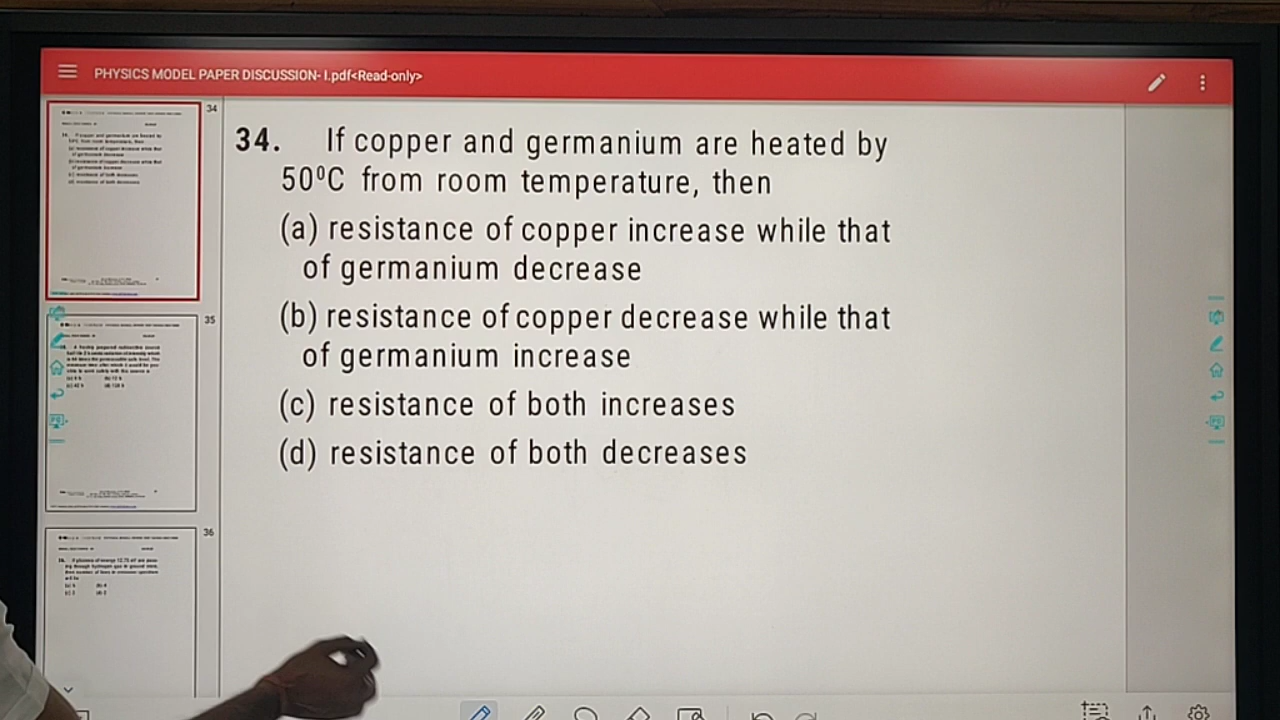 PHYSICS MODEL PAPER DISCUSSION- I.pdf<Read-only>
34
34. If copper and germanium are heated by
50⁰C from room temperature, then
(a) resistance of copper increase while that
of germanium decrease
(b) resistance of copper decrease while that
of germanium increase
(c) resistance of both increases
(d) resistance of both decreases
35
36